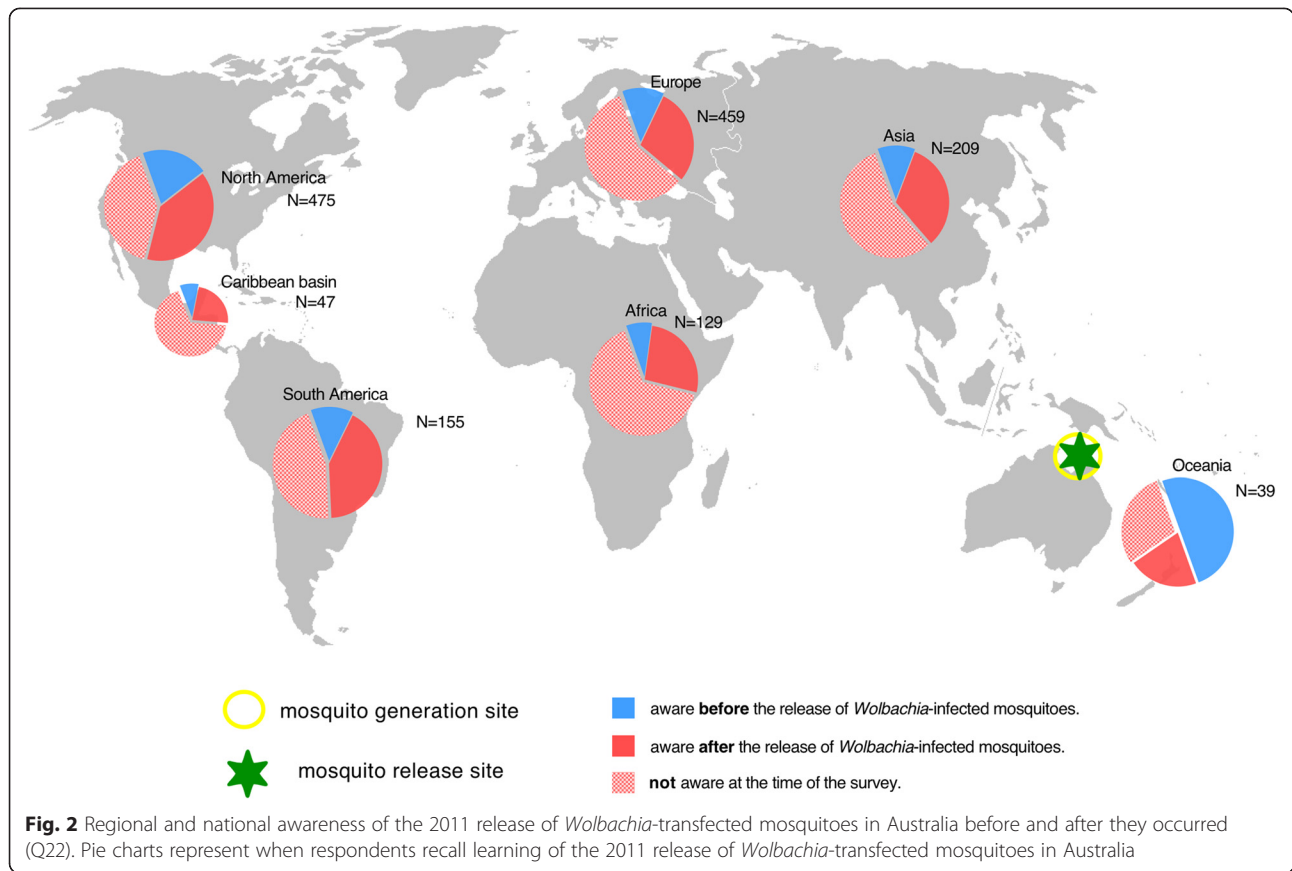 Europe
N=459
Asia
N=209
North America
N=475
Caribbean basin
N=47
Africa
N=129
South America
N=155
Oceania
N=39
mosquito generation site
mosquito release site
aware before the release of Wolbachia-infected mosquitoes.
aware after the release of Wolbachia-infected mosquitoes.
not aware at the time of the survey.
Fig. 2 Regional and national awareness of the 2011 release of Wolbachia-transfected mosquitoes in Australia before and after they occurred
(Q22). Pie charts represent when respondents recall learning of the 2011 release of Wolbachia-transfected mosquitoes in Australia